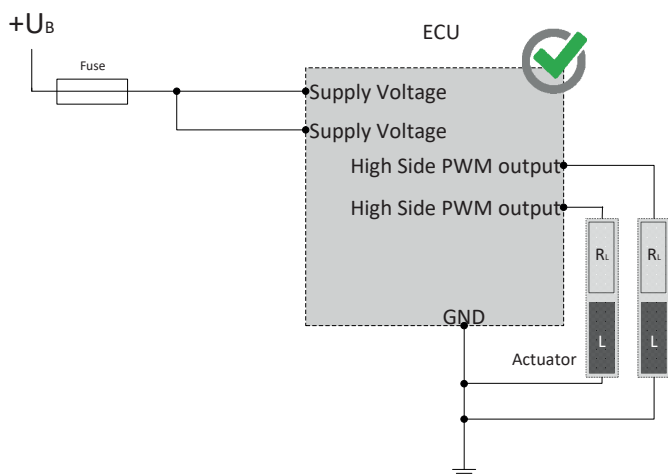 +UB
ECU
Fuse
Supply Voltage
Supply Voltage
High Side PWM output
High Side PWM output
RL
RL
GND
L
L
Actuator